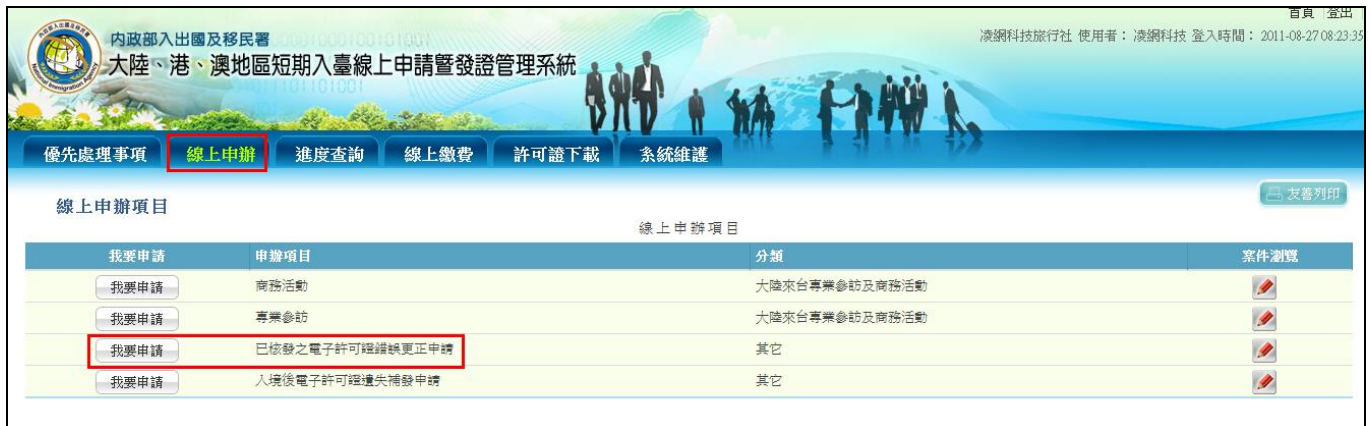 首頁 登出
內政部入出國及移民署
凌網科技旅行社 使用者： 凌網科技 登入時間： 2011-08-27 08:23:35
大陸、港、澳地區短期入臺線上申請暨發證管理系統
優先處理事項 線上申辦 進度查詢 線上繳費 許可證下載 系統維護
友善列印
線上申辦項目
線上申辦項目
我要申請 申辦項目 分類 案件瀏覽
我要申請 商務活動 大陸來台專業參訪及商務活動
我要申請 專業參訪 大陸來台專業參訪及商務活動
我要申請 已核發之電子許可證錯誤更正申請 其它
我要申請 入境後電子許可證遺失補發申請 其它